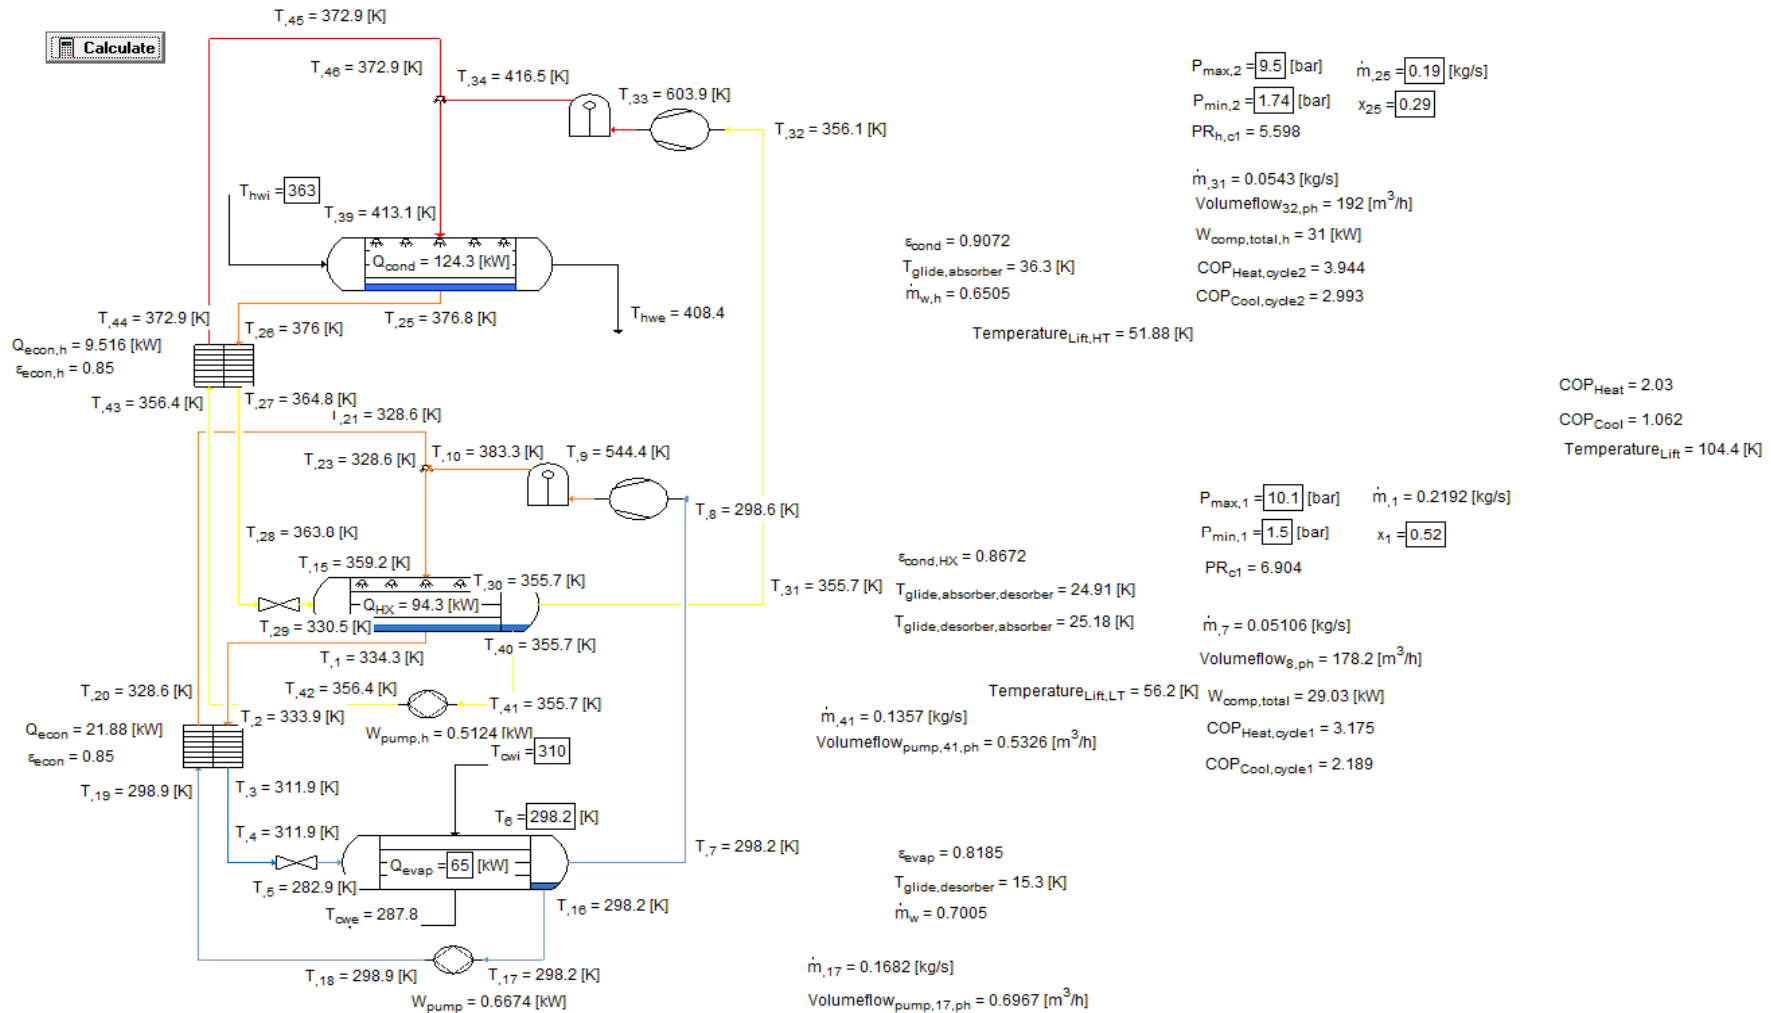 T,45 = 372.9 [K]
Calculate
T,46 = 372.9 [K]
T,34 = 416.5 [K]
T,33 = 603.9 [K]
T,32 = 356.1 [K]
Pmax,2 = 9.5 [bar]
ṁ,25 = 0.19 [kg/s]
Pmin,2 = 1.74 [bar]
x25 = 0.29
PRh,c1 = 5.598
Thwi = 363
T,39 = 413.1 [K]
Qcond = 124.3 [kW]
Thwe = 408.4
ṁ,31 = 0.0543 [kg/s]
Volumeflow32,ph = 192 [m3/h]
Wcomp,total,h = 31 [kW]
COPHeat,cycle2 = 3.944
COPCool,cycle2 = 2.993
εcond = 0.9072
Tglide,absorber = 36.3 [K]
ṁw,h = 0.6505
TemperatureLift,HT = 51.88 [K]
T,44 = 372.9 [K]
T,26 = 376 [K]
T,25 = 376.8 [K]
Qecon,h = 9.516 [kW]
εecon,h = 0.85
T,43 = 356.4 [K]
T,27 = 364.8 [K]
T,21 = 328.6 [K]
COPHeat = 2.03
COPCool = 1.062
TemperatureLift = 104.4 [K]
T,23 = 328.6 [K]
T,10 = 383.3 [K]
T,9 = 544.4 [K]
T,8 = 298.6 [K]
Pmax,1 = 10.1 [bar]
ṁ,1 = 0.2192 [kg/s]
Pmin,1 = 1.5 [bar]
x1 = 0.52
PRc1 = 6.904
T,28 = 363.8 [K]
T,15 = 359.2 [K]
T,30 = 355.7 [K]
QHX = 94.3 [kW]
T,31 = 355.7 [K]
T,29 = 330.5 [K]
T,1 = 334.3 [K]
T,40 = 355.7 [K]
εcond,HX = 0.8672
Tglide,absorber,desorber = 24.91 [K]
Tglide,desorber,absorber = 25.18 [K]
ṁ,7 = 0.05106 [kg/s]
Volumeflow8,ph = 178.2 [m3/h]
T,20 = 328.6 [K]
T,42 = 356.4 [K]
T,41 = 355.7 [K]
TemperatureLift,LT = 56.2 [K]
Wcomp,total = 29.03 [kW]
T,2 = 333.9 [K]
Qecon = 21.88 [kW]
εecon = 0.85
Wpump,h = 0.5124 [kW]
ṁ,41 = 0.1357 [kg/s]
Volumeflowpump,41,ph = 0.5326 [m3/h]
COPHeat,cycle1 = 3.175
COPCool,cycle1 = 2.189
Tcwi = 310
T,19 = 298.9 [K]
T,3 = 311.9 [K]
T6 = 298.2 [K]
T,4 = 311.9 [K]
T,7 = 298.2 [K]
Qevap = 65 [kW]
T,5 = 282.9 [K]
Tcwe = 287.8
T,16 = 298.2 [K]
εevap = 0.8185
Tglide,desorber = 15.3 [K]
ṁw = 0.7005
T,18 = 298.9 [K]
T,17 = 298.2 [K]
Wpump = 0.6674 [kW]
ṁ,17 = 0.1682 [kg/s]
Volumeflowpump,17,ph = 0.6967 [m3/h]